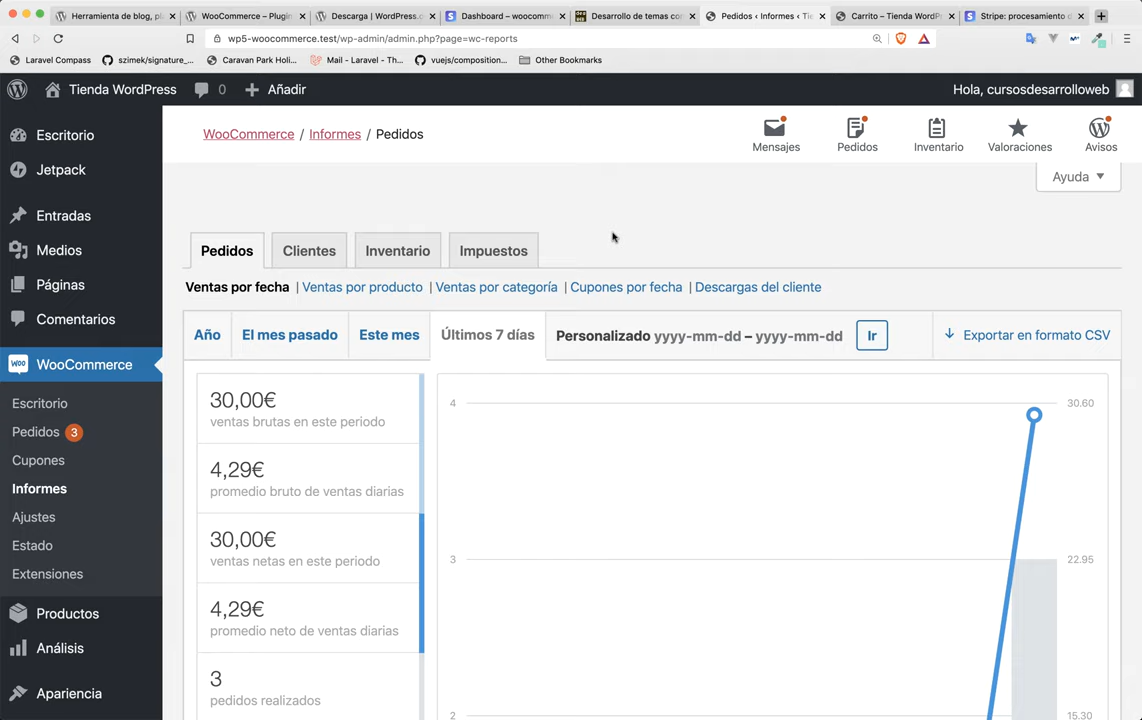 Herramienta de blog, pl
WooCommerce – Plugin
Descarga | WordPress.c
Dashboard – woocomm
Desarrollo de temas con
Pedidos ‹ Informes ‹ Tie
Carrito – Tienda WordPr
Stripe: procesamiento d
wp5-woocommerce.test/wp-admin/admin.php?page=wc-reports
Laravel Compass
szimek/signature_...
Caravan Park Holi...
Mail - Laravel - Th...
vuejs/composition...
Other Bookmarks
Tienda WordPress
0
Añadir
Hola, cursosdesarrolloweb
Escritorio
Jetpack
Entradas
Medios
Páginas
Comentarios
WooCommerce
Escritorio
Pedidos 3
Cupones
Informes
Ajustes
Estado
Extensiones
Productos
Análisis
Apariencia
WooCommerce / Informes / Pedidos
Mensajes
Pedidos
Inventario
Valoraciones
Avisos
Ayuda
Pedidos
Clientes
Inventario
Impuestos
Ventas por fecha | Ventas por producto | Ventas por categoría | Cupones por fecha | Descargas del cliente
Año
El mes pasado
Este mes
Últimos 7 días
Personalizado yyyy-mm-dd – yyyy-mm-dd
Ir
Exportar en formato CSV
30,00€
ventas brutas en este periodo
4,29€
promedio bruto de ventas diarias
30,00€
ventas netas en este periodo
4,29€
promedio neto de ventas diarias
3
pedidos realizados
4
30.60
3
22.95
2
15.30